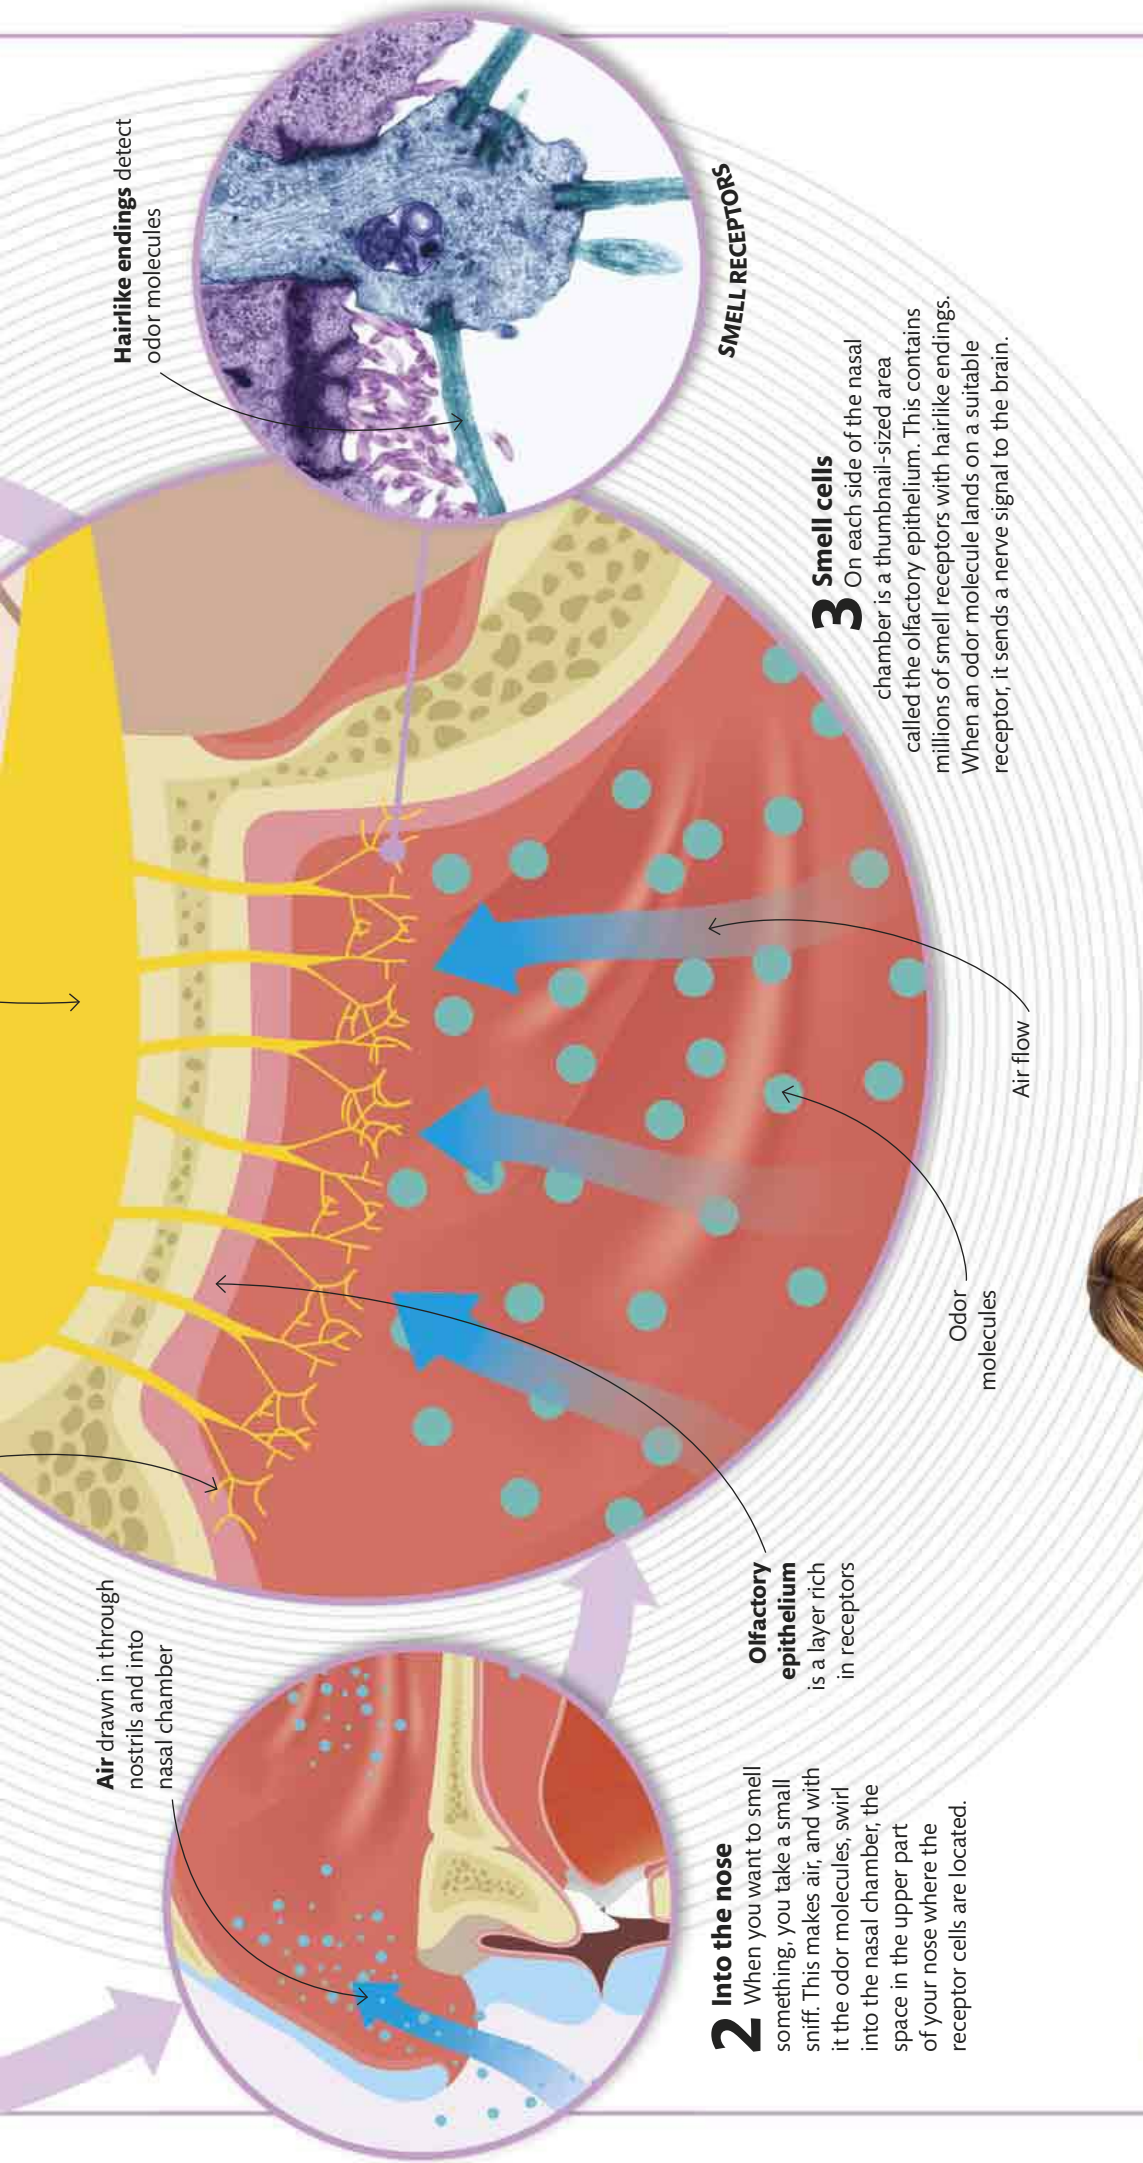 Air drawn in through
nostrils and into
nasal chamber
Hairlike endings detect
odor molecules
SMELL RECEPTORS
2 Into the nose
When you want to smell
something, you take a small
sniff. This makes air, and with
it the odor molecules, swirl
into the nasal chamber, the
space in the upper part
of your nose where the
receptor cells are located.
Olfactory
epithelium
is a layer rich
in receptors
Odor
molecules
Air flow
3 Smell cells
On each side of the nasal
chamber is a thumbnail-sized area
called the olfactory epithelium. This contains
millions of smell receptors with hairlike endings.
When an odor molecule lands on a suitable
receptor, it sends a nerve signal to the brain.